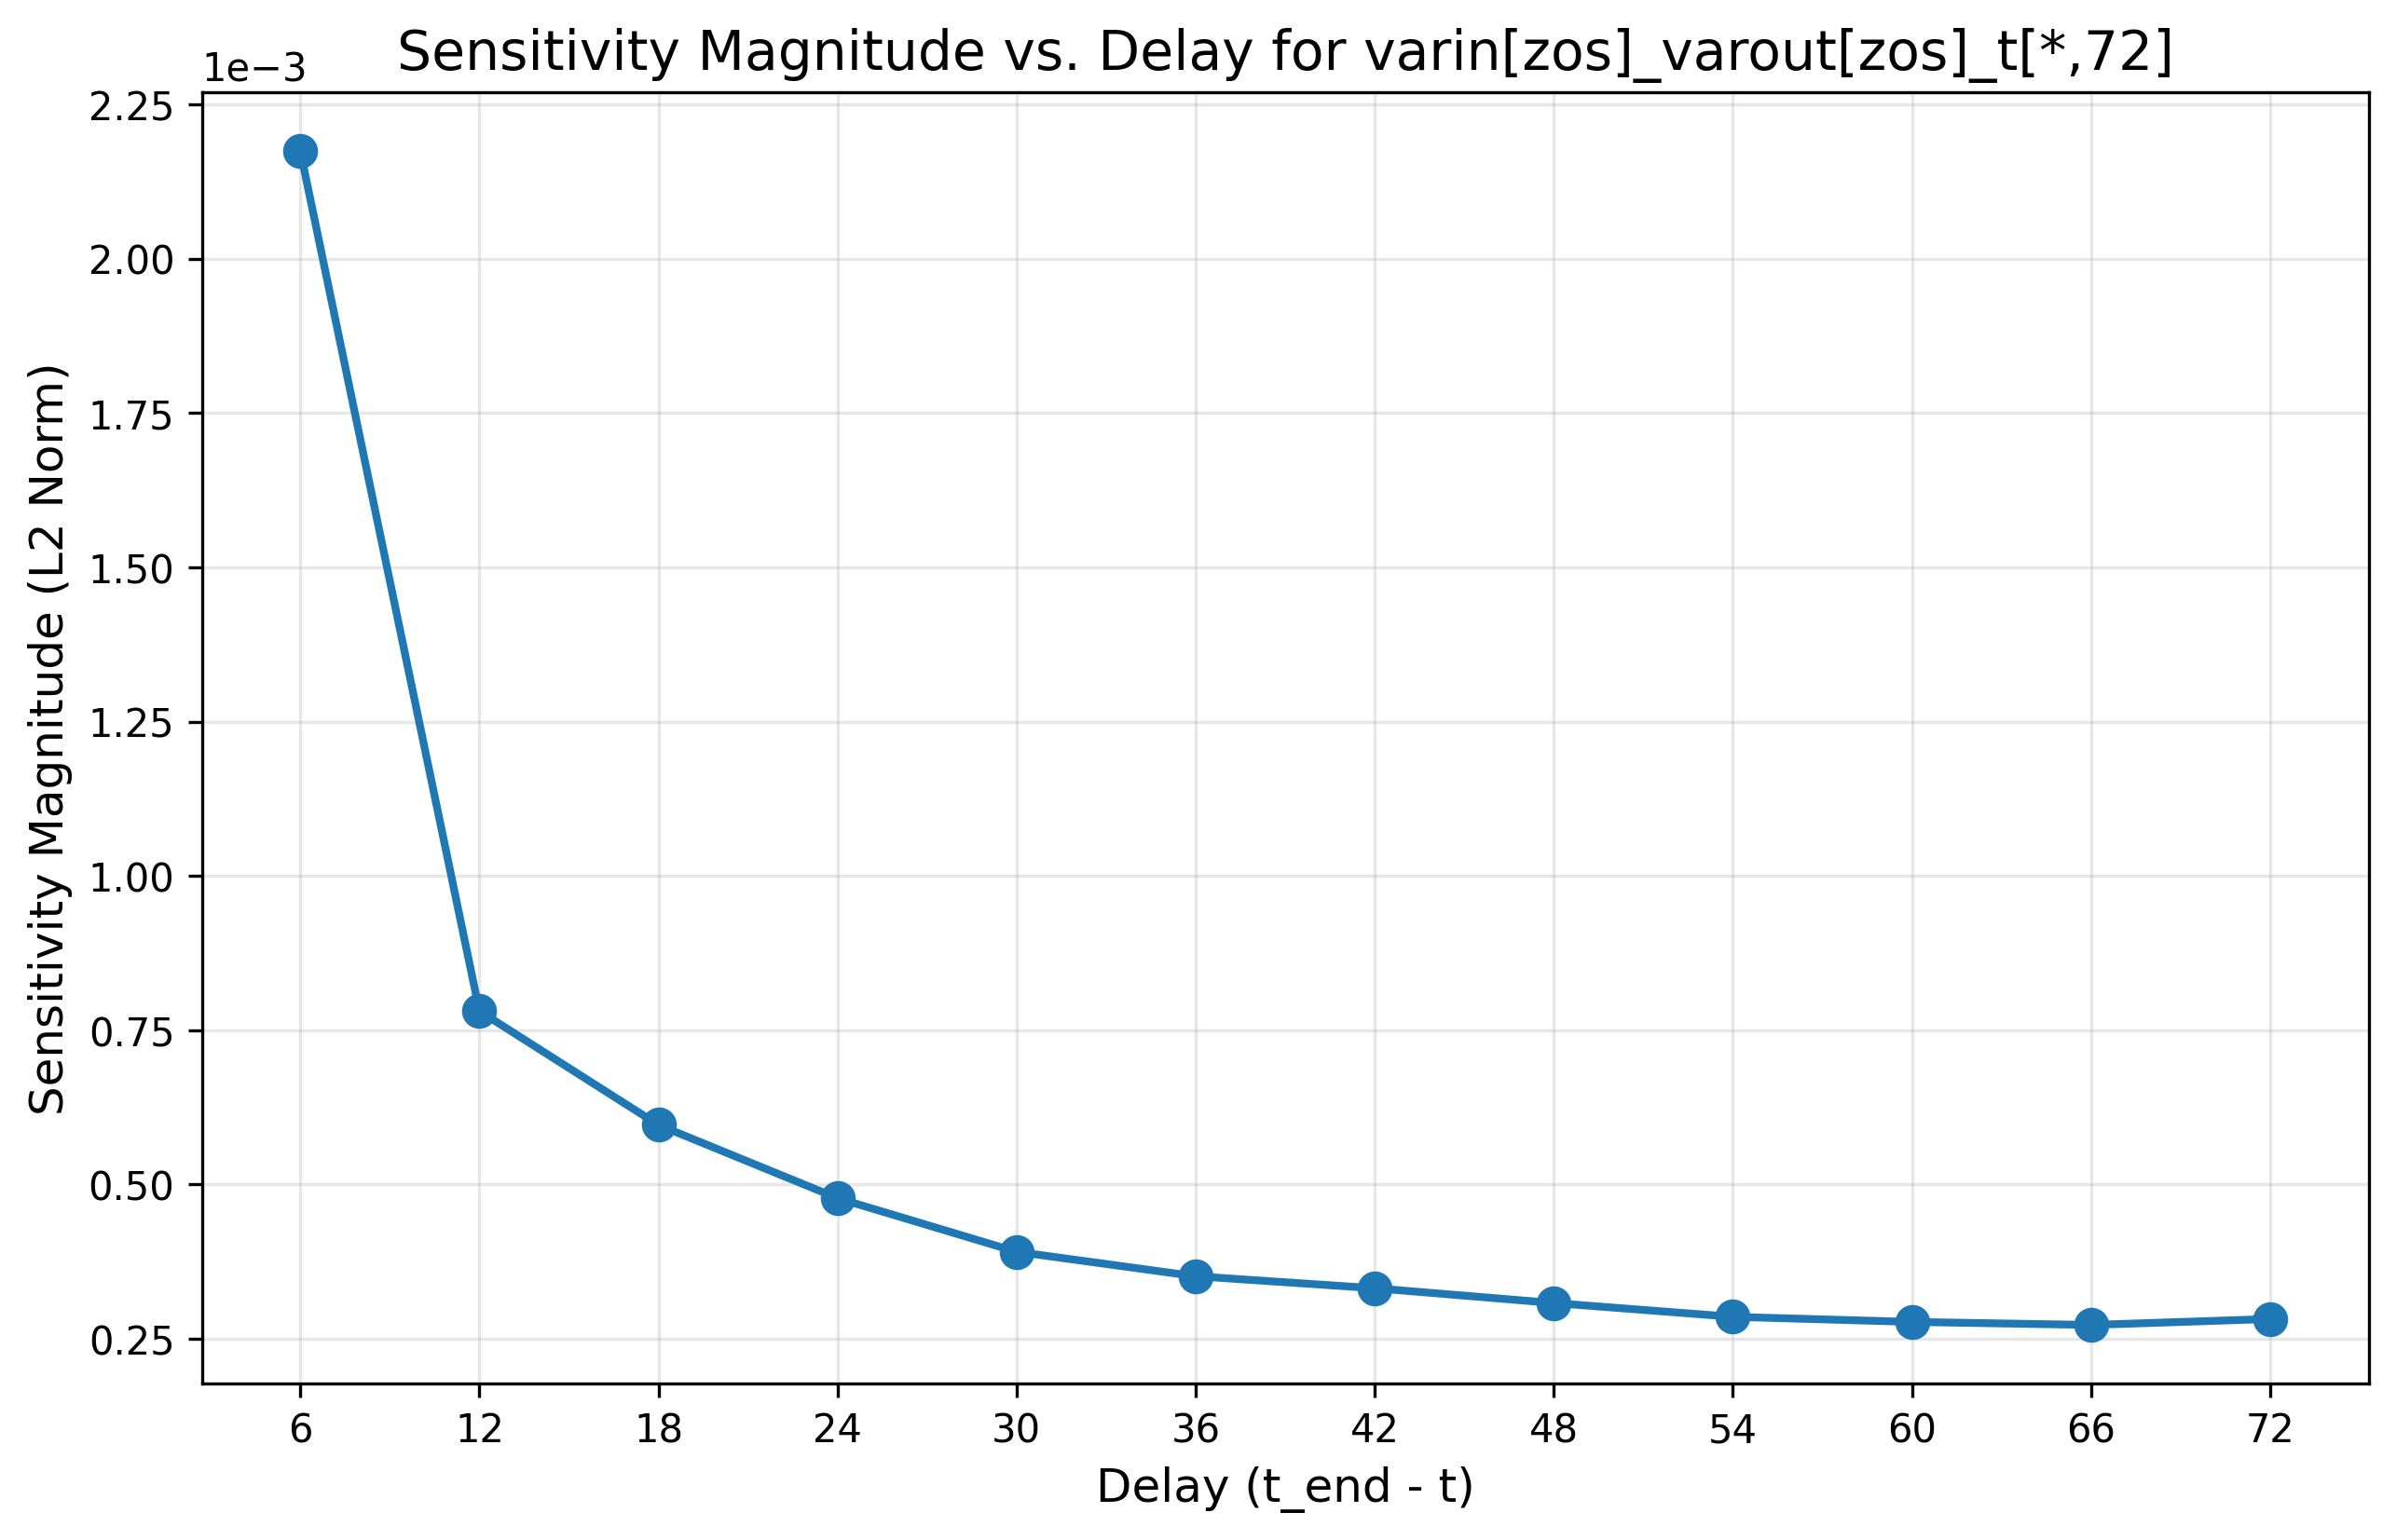 Sensitivity Magnitude vs. Delay for varin[zos]_varout[zos]_t[*,72]
1e−3
2.25
2.00
1.75
1.50
1.25
1.00
0.75
0.50
0.25
Sensitivity Magnitude (L2 Norm)
6 12 18 24 30 36 42 48 54 60 66 72
Delay (t_end - t)